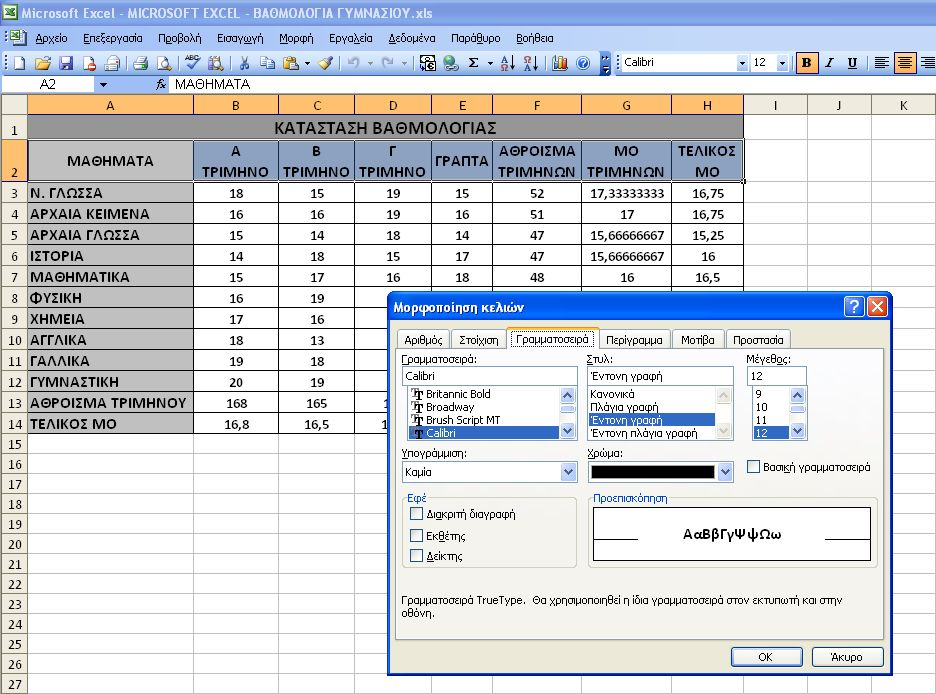 Microsoft Excel - MICROSOFT EXCEL - ΒΑΘΜΟΛΟΓΙΑ ΓΥΜΝΑΣΙΟΥ.xls
Αρχείο Επεξεργασία Προβολή Εισαγωγή Μορφή Εργαλεία Δεδομένα Παράθυρο Βοήθεια
Calibri 12 B I U
A2 fx ΜΑΘΗΜΑΤΑ
A B C D E F G H I J K
1 ΚΑΤΑΣΤΑΣΗ ΒΑΘΜΟΛΟΓΙΑΣ
2 ΜΑΘΗΜΑΤΑ Α ΤΡΙΜΗΝΟ Β ΤΡΙΜΗΝΟ Γ ΤΡΙΜΗΝΟ ΓΡΑΠΤΑ ΑΘΡΟΙΣΜΑ ΤΡΙΜΗΝΩΝ ΜΟ ΤΡΙΜΗΝΩΝ ΤΕΛΙΚΟΣ ΜΟ
3 Ν. ΓΛΩΣΣΑ 18 15 19 15 52 17,33333333 16,75
4 ΑΡΧΑΙΑ ΚΕΙΜΕΝΑ 16 16 19 16 51 17 16,75
5 ΑΡΧΑΙΑ ΓΛΩΣΣΑ 15 14 18 14 47 15,66666667 15,25
6 ΙΣΤΟΡΙΑ 14 18 15 17 47 15,66666667 16
7 ΜΑΘΗΜΑΤΙΚΑ 15 17 16 18 48 16 16,5
8 ΦΥΣΙΚΗ 16 19
9 ΧΗΜΕΙΑ 17 16
10 ΑΓΓΛΙΚΑ 18 13
11 ΓΑΛΛΙΚΑ 19 18
12 ΓΥΜΝΑΣΤΙΚΗ 20 19
13 ΑΘΡΟΙΣΜΑ ΤΡΙΜΗΝΟΥ 168 165
14 ΤΕΛΙΚΟΣ ΜΟ 16,8 16,5
15
16
17
18
19
20
21
22
23
24
25
26
27
Μορφοποίηση κελιών
Αριθμός Στοίχιση Γραμματοσειρά Περίγραμμα Μοτίβα Προστασία
Γραμματοσειρά: Στυλ: Μέγεθος:
Calibri Έντονη γραφή 12
Britannic Bold Κανονικά 9
Broadway Πλάγια γραφή 10
Brush Script MT Έντονη γραφή 11
Calibri Έντονη πλάγια γραφή 12
Υπογράμμιση: Χρώμα:
Καμία Βασική γραμματοσειρά
Εφέ Προεπισκόπηση
Διακριτή διαγραφή
Εκθέτης
Δείκτης
ΑαΒβΓγΨψΩω
Γραμματοσειρά TrueType. Θα χρησιμοποιηθεί η ίδια γραμματοσειρά στον εκτυπωτή και στην
οθόνη.
OK Άκυρο